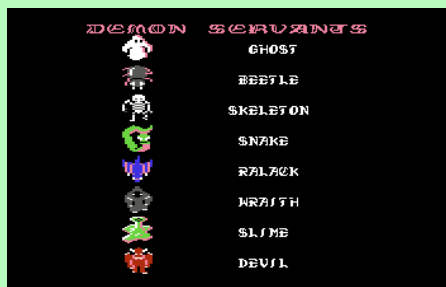 DEMON SERVANTS
GHOST
BEETLE
SKELETON
SNAKE
RALACK
WRAITH
SLIME
DEVIL